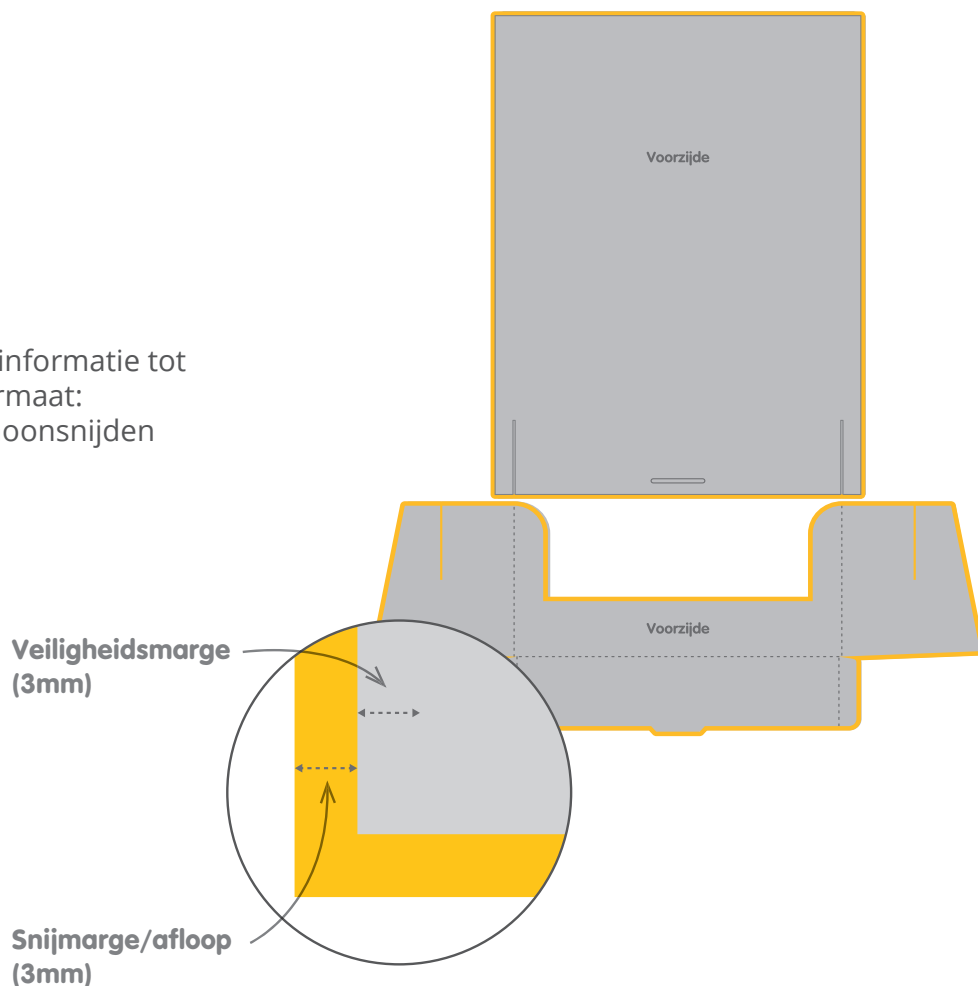 Voorzijde
informatie tot
rmaat:
oonsnijden
Voorzijde
Veiligheidsmarge
(3mm)
Snijmarge/afloop
(3mm)